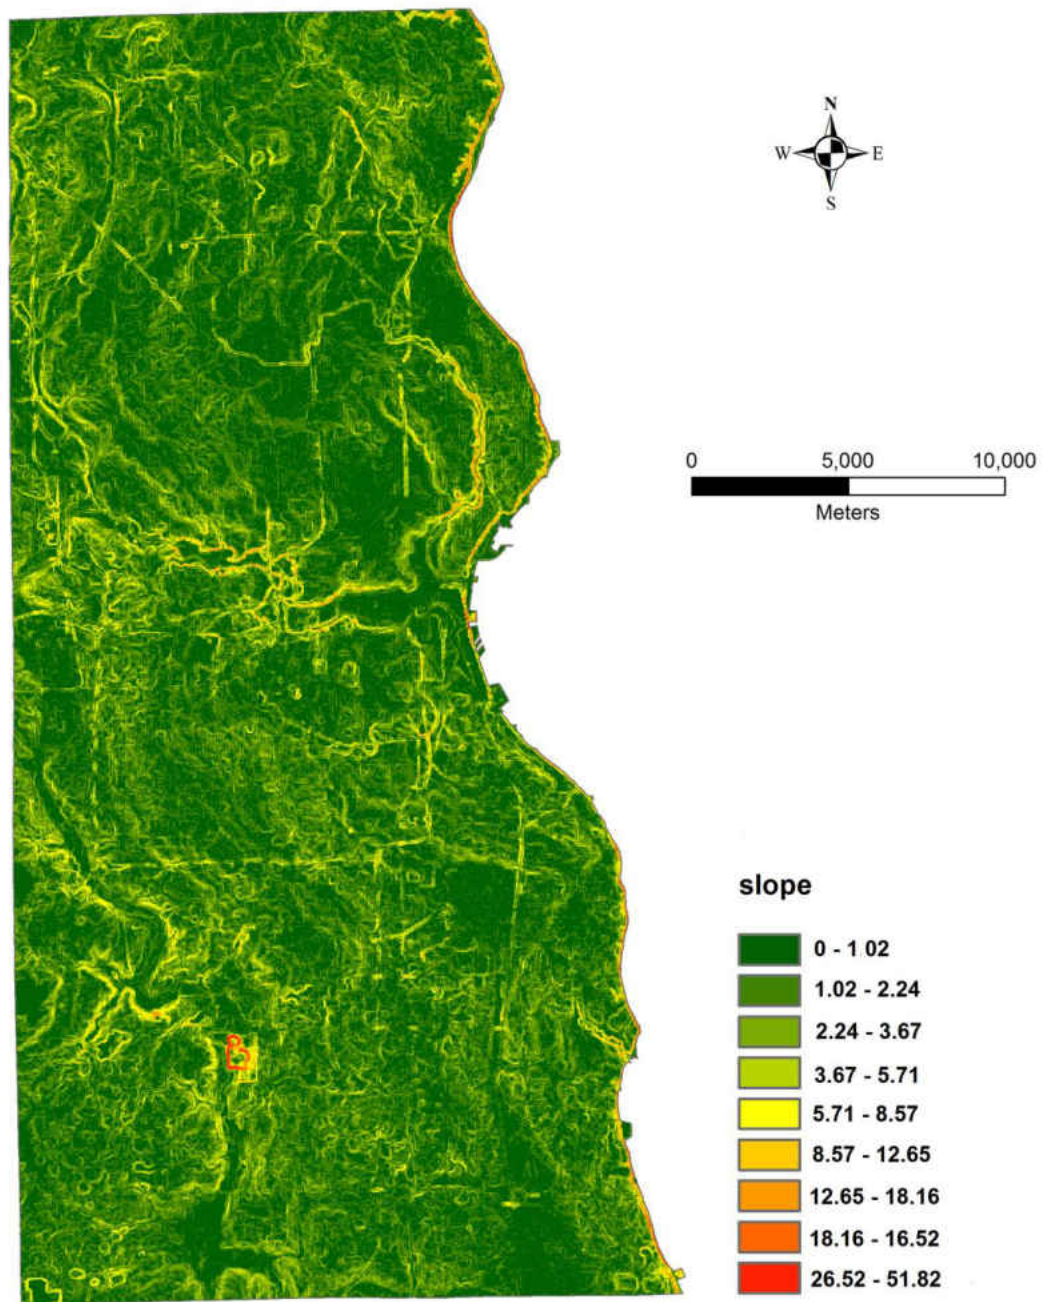 N
W E
S
0 5,000 10,000
Meters
slope
0 - 1 02
1.02 - 2.24
2.24 - 3.67
3.67 - 5.71
5.71 - 8.57
8.57 - 12.65
12.65 - 18.16
18.16 - 16.52
26.52 - 51.82